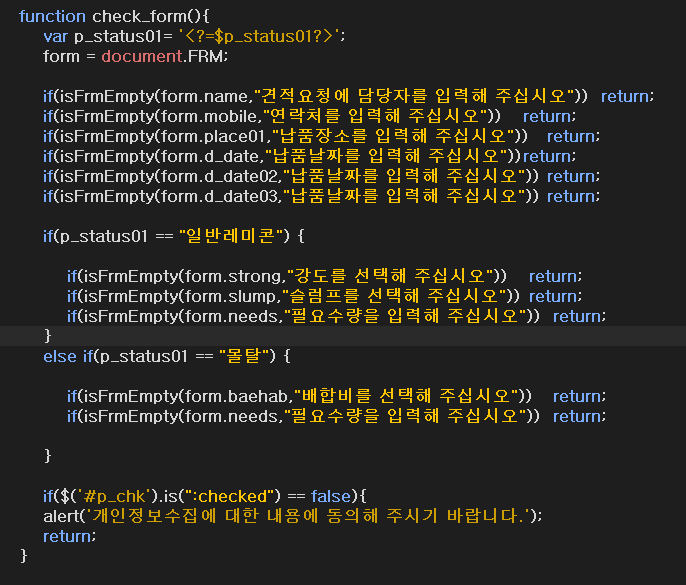 function check_form(){
var p_status01= '<?=$p_status01?>';
form = document.FRM;
if(isFrmEmpty(form.name,"견적요청에 담당자를 입력해 주십시오")) return;
if(isFrmEmpty(form.mobile,"연락처를 입력해 주십시오")) return;
if(isFrmEmpty(form.place01,"납품장소를 입력해 주십시오")) return;
if(isFrmEmpty(form.d_date,"납품날짜를 입력해 주십시오"))return;
if(isFrmEmpty(form.d_date02,"납품날짜를 입력해 주십시오")) return;
if(isFrmEmpty(form.d_date03,"납품날짜를 입력해 주십시오")) return;
if(p_status01 == "일반레미콘") {
if(isFrmEmpty(form.strong,"강도를 선택해 주십시오")) return;
if(isFrmEmpty(form.slump,"슬럼프를 선택해 주십시오")) return;
if(isFrmEmpty(form.needs,"필요수량을 입력해 주십시오")) return;
}
else if(p_status01 == "몰탈") {
if(isFrmEmpty(form.baehab,"배합비를 선택해 주십시오")) return;
if(isFrmEmpty(form.needs,"필요수량을 입력해 주십시오")) return;
}
if($('#p_chk').is(":checked") == false){
alert('개인정보수집에 대한 내용에 동의해 주시기 바랍니다.');
return;
}